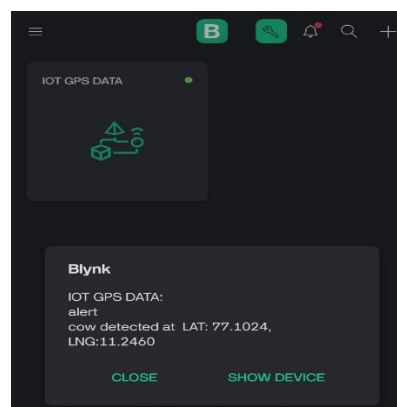 B
IOT GPS DATA
Blynk
IOT GPS DATA:
alert
cow detected at LAT: 77.1024,
LNG:11.2460
CLOSE SHOW DEVICE